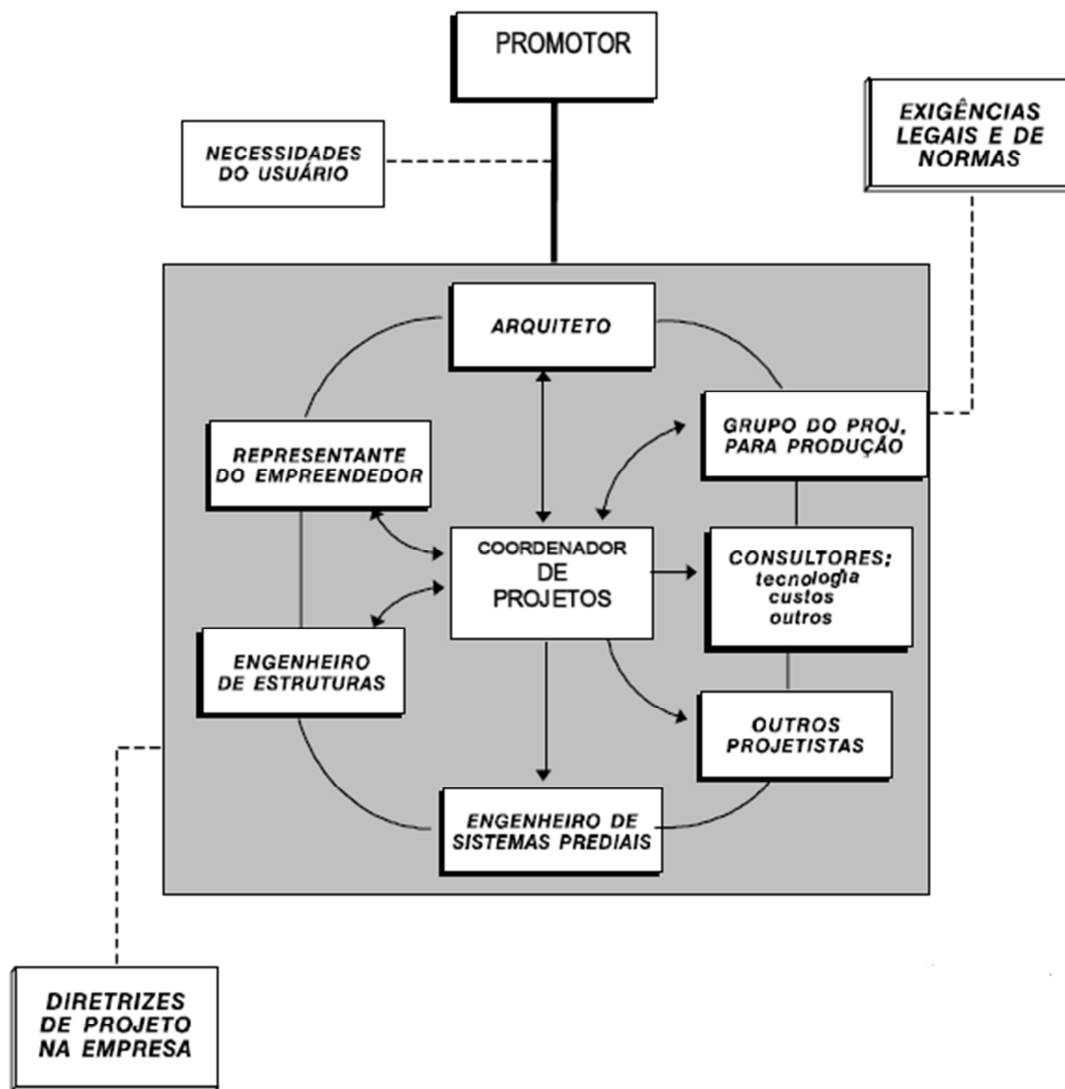 PROMOTOR
EXIGÊNCIAS
LEGAIS E DE
NORMAS
NECESSIDADES
DO USUÁRIO
ARQUITETO
GRUPO DO PROJ.
PARA PRODUÇÃO
REPRESENTANTE
DO EMPREENDEDOR
COORDENADOR
DE
PROJETOS
CONSULTORES;
tecnologia
custos
outros
ENGENHEIRO
DE ESTRUTURAS
OUTROS
PROJETISTAS
ENGENHEIRO DE
SISTEMAS PREDIAIS
DIRETRIZES
DE PROJETO
NA EMPRESA